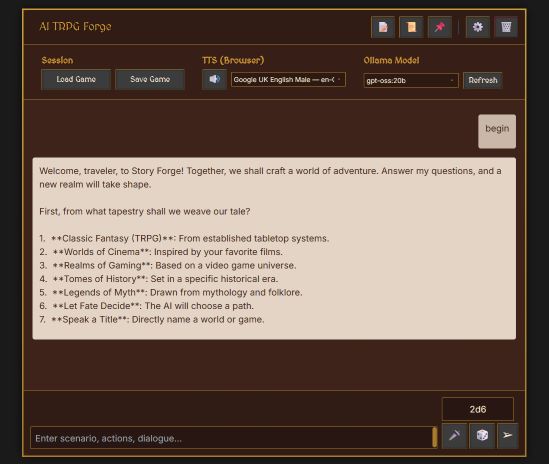 AI TRPG Forge
Session
TTS (Browser)
Ollama Model
Load Game
Save Game
Google UK English Male — en-
gpt-oss:20b
Refresh
begin
Welcome, traveler, to Story Forge! Together, we shall craft a world of adventure. Answer my questions, and a
new realm will take shape.
First, from what tapestry shall we weave our tale?
1. **Classic Fantasy (TRPG)**: From established tabletop systems.
2. **Worlds of Cinema**: Inspired by your favorite films.
3. **Realms of Gaming**: Based on a video game universe.
4. **Tomes of History**: Set in a specific historical era.
5. **Legends of Myth**: Drawn from mythology and folklore.
6. **Let Fate Decide**: The AI will choose a path.
7. **Speak a Title**: Directly name a world or game.
2d6
Enter scenario, actions, dialogue...